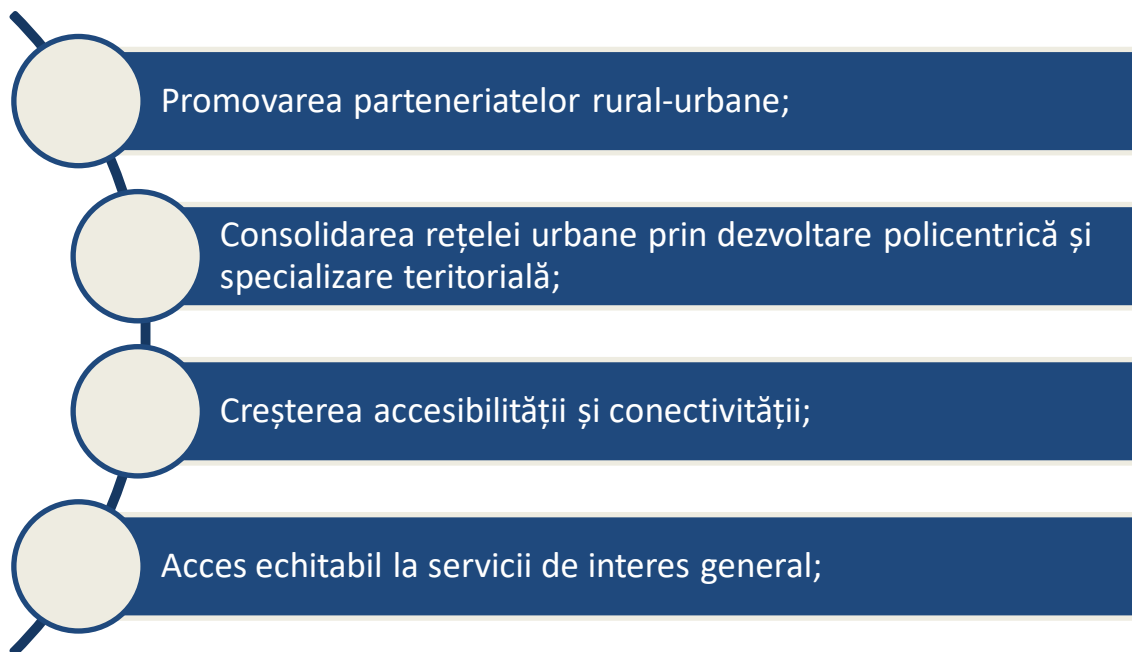 Promovarea parteneriatelor rural-urbane;
Consolidarea rețelei urbane prin dezvoltare policentrică și
specializare teritorială;
Creșterea accesibilității și conectivității;
Acces echitabil la servicii de interes general;